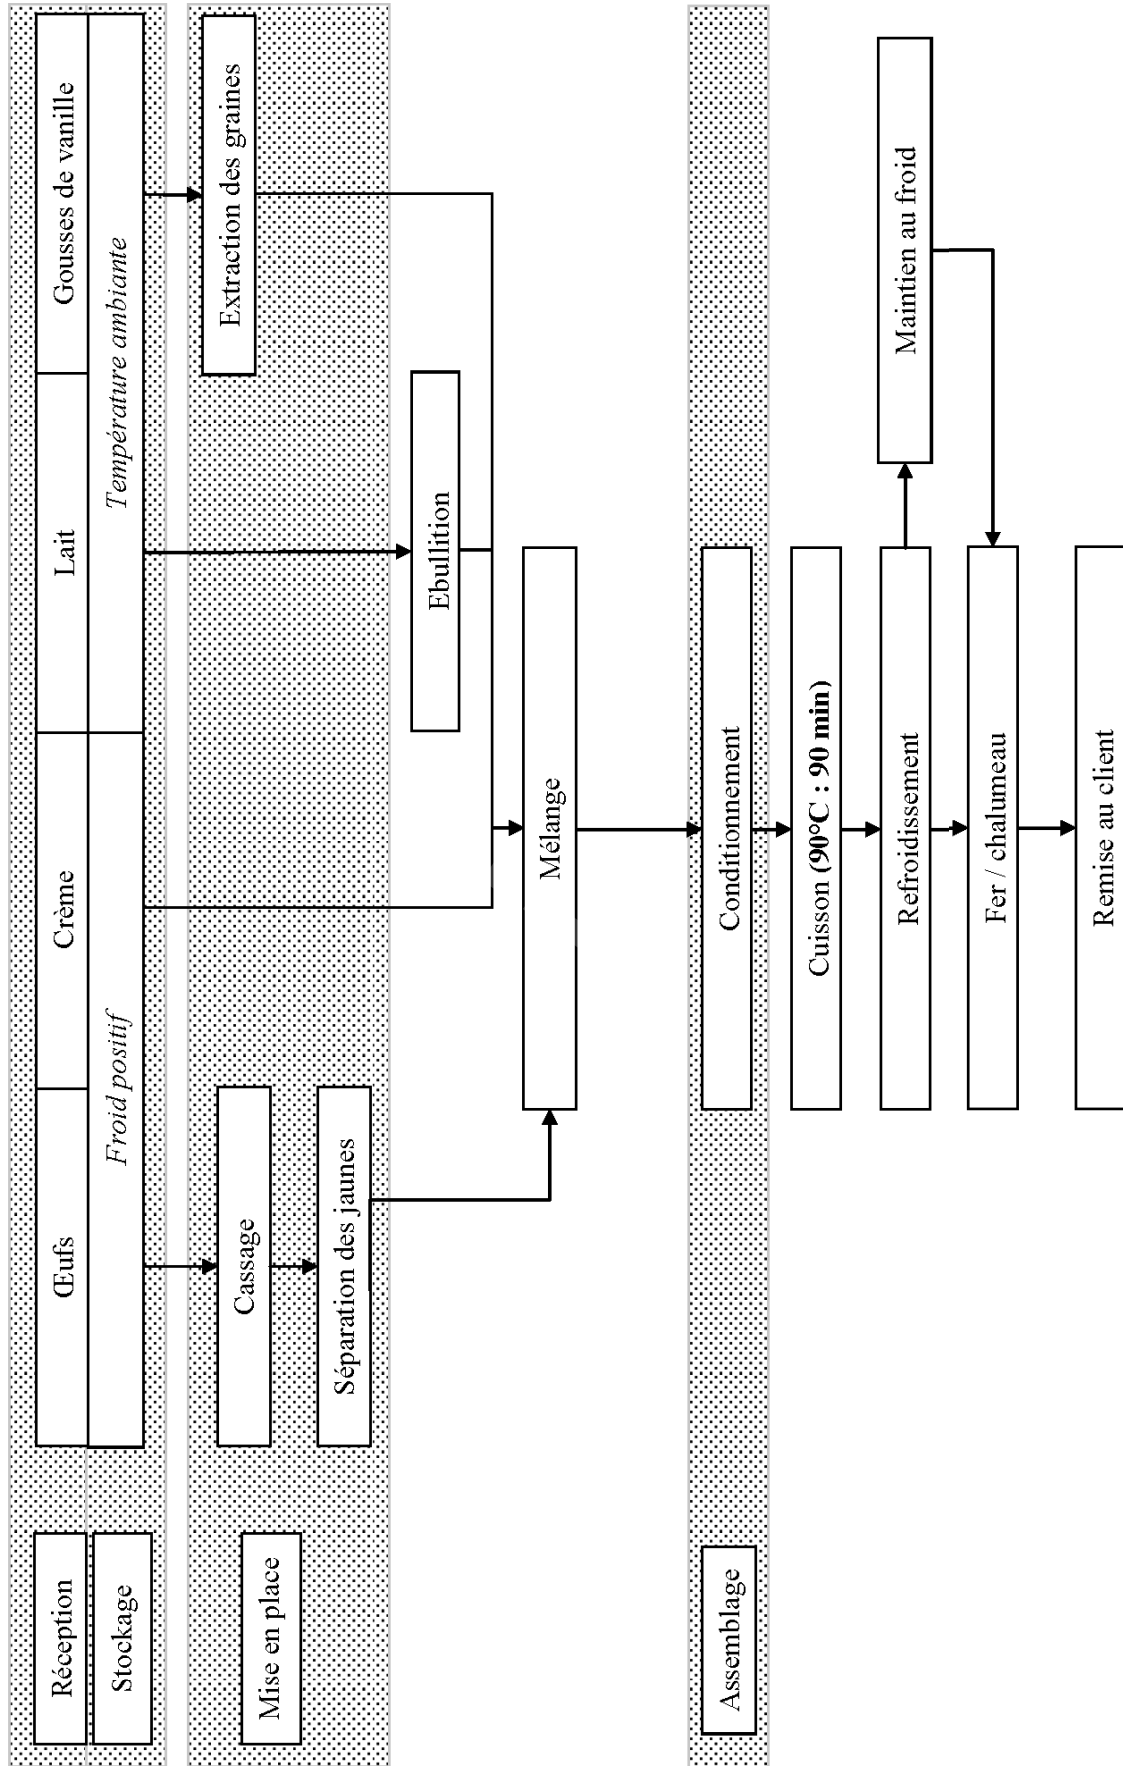 Réception
Œufs
Crème
Lait
Gousses de vanille
Stockage
Froid positif
Température ambiante
Mise en place
Cassage
Extraction des graines
Séparation des jaunes
Ebullition
Mélange
Assemblage
Conditionnement
Cuisson (90°C : 90 min)
Refroidissement
Maintien au froid
Fer / chalumeau
Remise au client